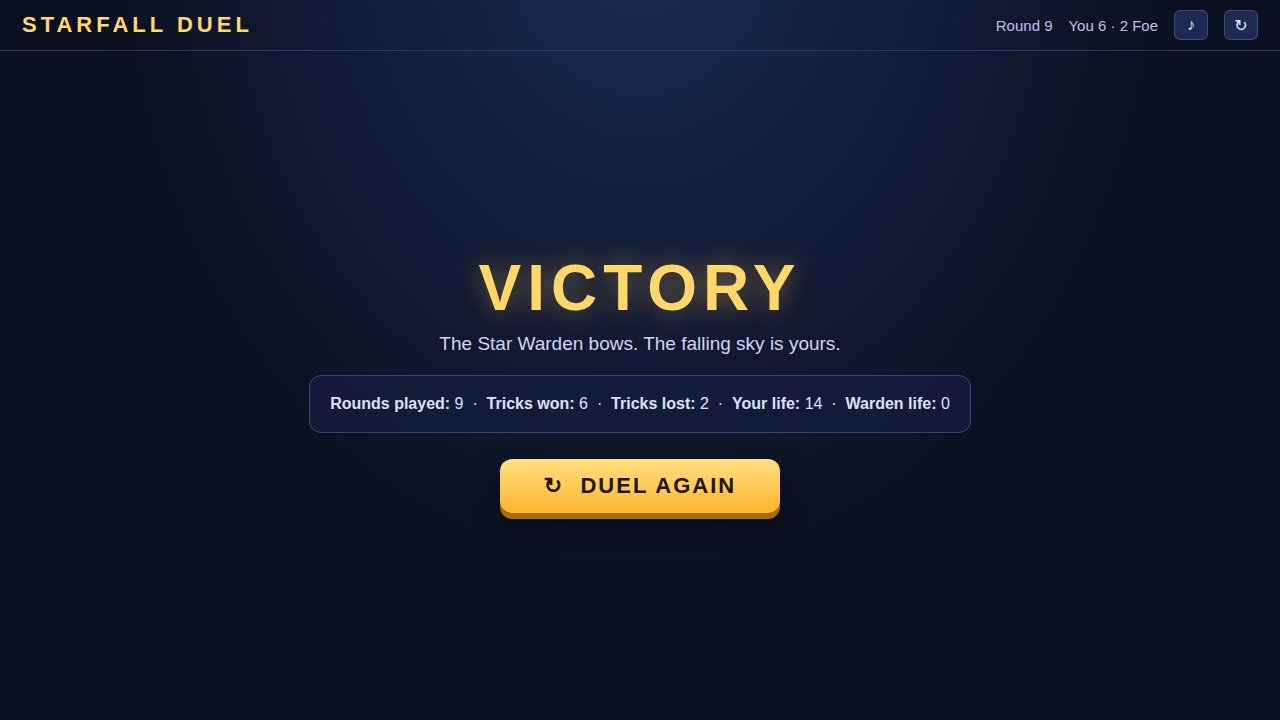 STARFALL DUEL
Round 9 You 6 · 2 Foe ♪ ↻
VICTORY
The Star Warden bows. The falling sky is yours.
Rounds played: 9 · Tricks won: 6 · Tricks lost: 2 · Your life: 14 · Warden life: 0
↻ DUEL AGAIN